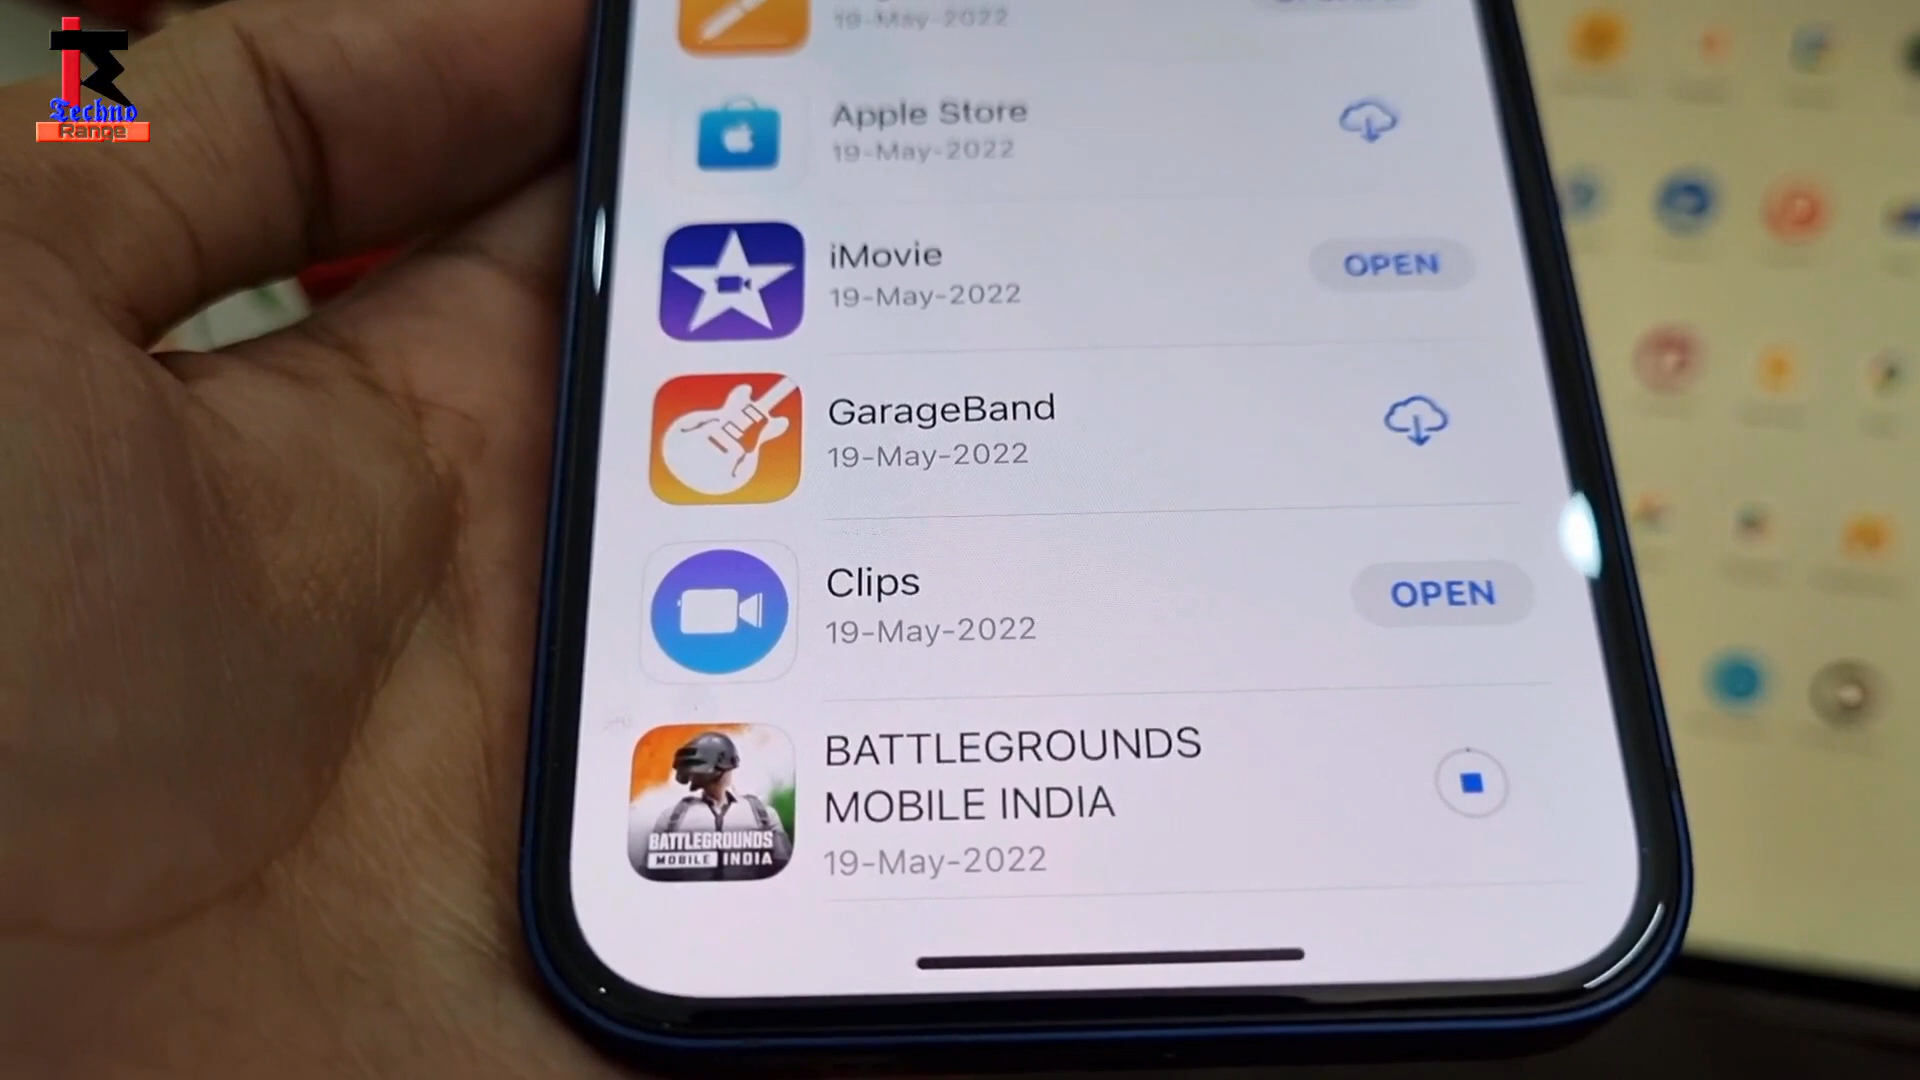 Techno
Range
19-May-2022
Apple Store
19-May-2022
iMovie
19-May-2022
OPEN
GarageBand
19-May-2022
Clips
19-May-2022
OPEN
BATTLEGROUNDS
MOBILE INDIA
19-May-2022
BATTLEGROUNDS
MOBILE INDIA